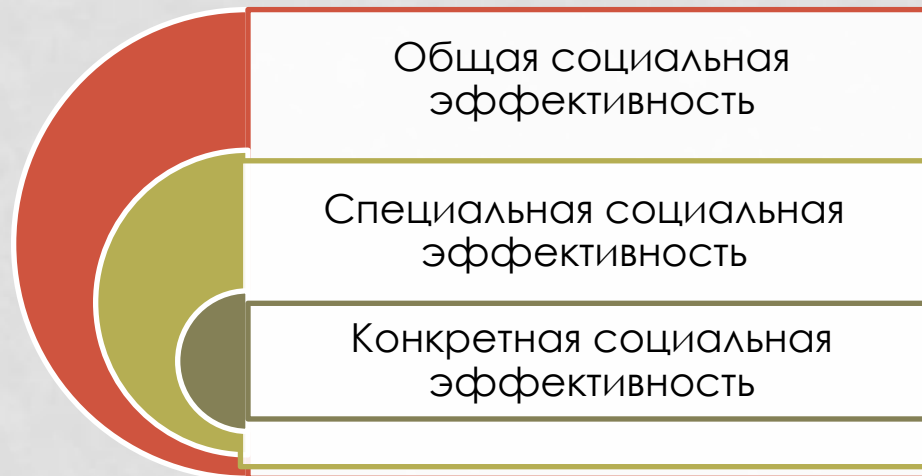 Общая социальная
эффективность
Специальная социальная
эффективность
Конкретная социальная
эффективность